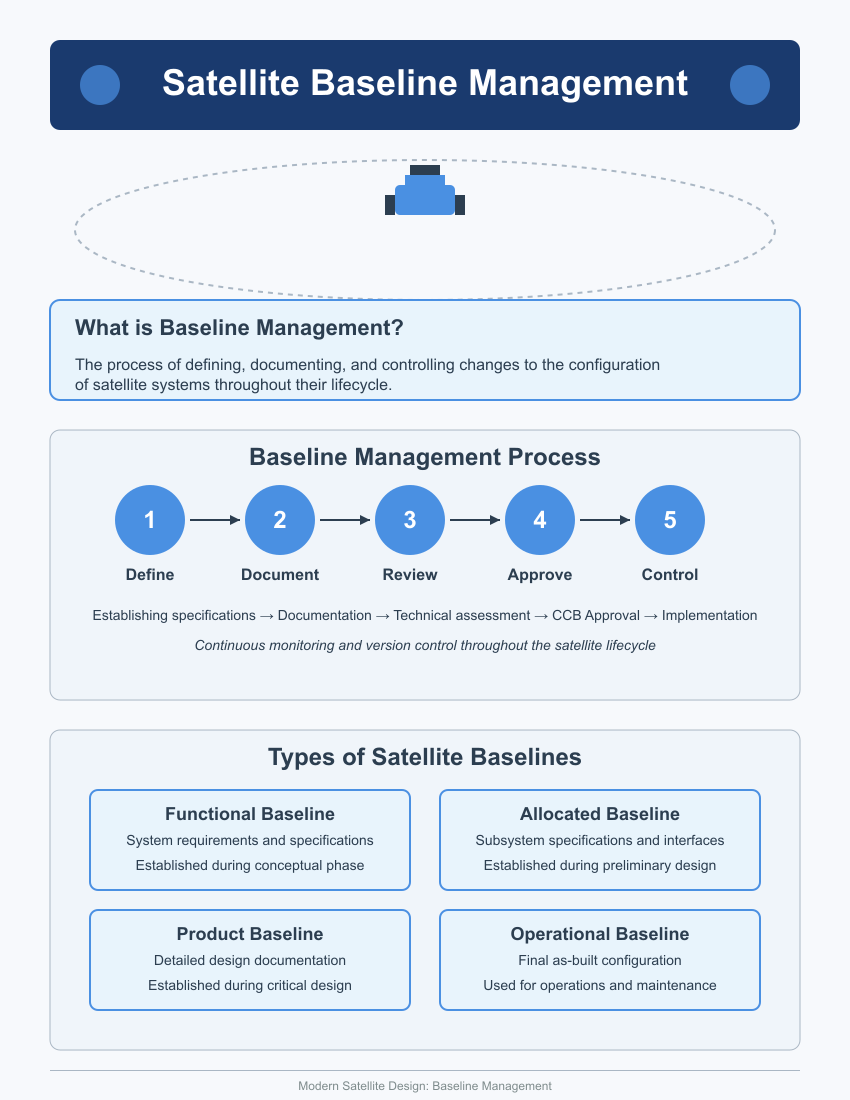 Satellite Baseline Management
What is Baseline Management?
The process of defining, documenting, and controlling changes to the configuration
of satellite systems throughout their lifecycle.
Baseline Management Process
1 2 3 4 5
Define Document Review Approve Control
Establishing specifications → Documentation → Technical assessment → CCB Approval → Implementation
Continuous monitoring and version control throughout the satellite lifecycle
Types of Satellite Baselines
Functional Baseline
System requirements and specifications
Established during conceptual phase
Allocated Baseline
Subsystem specifications and interfaces
Established during preliminary design
Product Baseline
Detailed design documentation
Established during critical design
Operational Baseline
Final as-built configuration
Used for operations and maintenance
Modern Satellite Design: Baseline Management